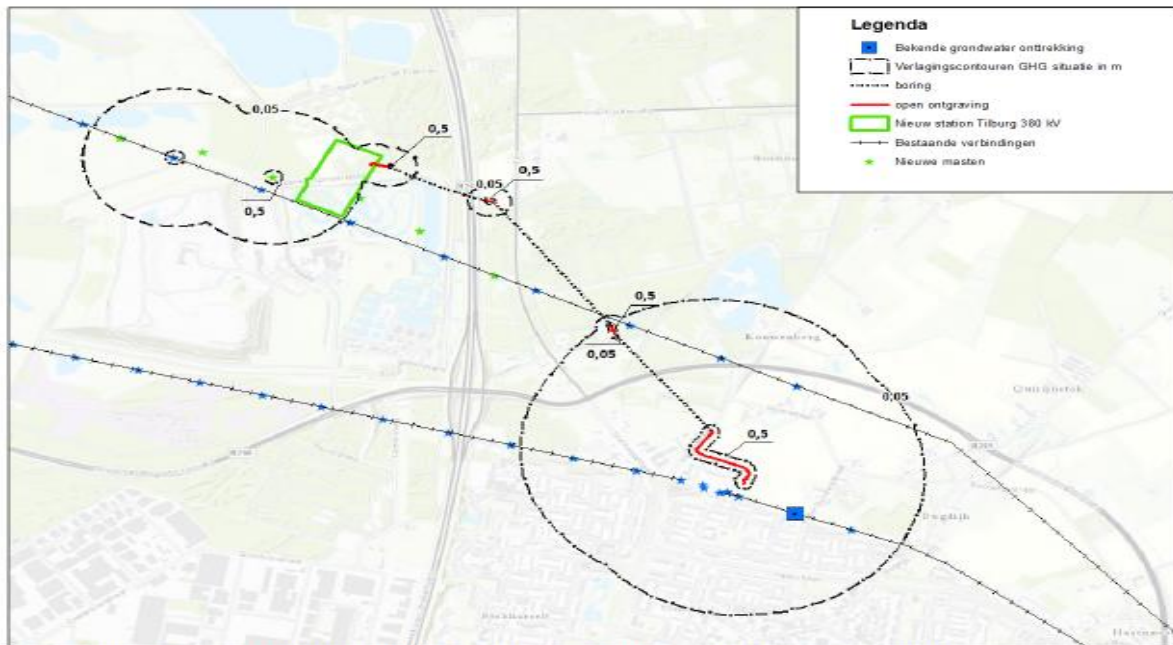 Legenda
Bekende grondwater onttrekking
Verlagingscontouren GHG situatie in m
boring
open ontgraving
Nieuw station Tilburg 380 kV
Bestaande verbindingen
Nieuwe masten
0,05
0,5
0,5
0,05
0,5
0,5
0,05
Kouwenberg
0,05
0,5